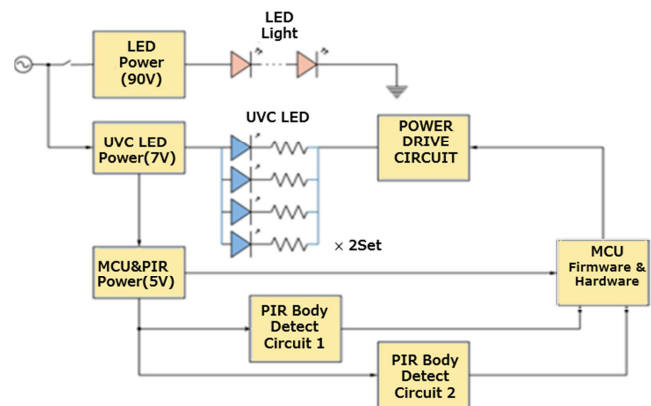 LED
Light
LED
Power
(90V)
UVC LED
UVC LED
Power(7V)
POWER
DRIVE
CIRCUIT
× 2Set
MCU&PIR
Power(5V)
MCU
Firmware &
Hardware
PIR Body
Detect
Circuit 1
PIR Body
Detect
Circuit 2